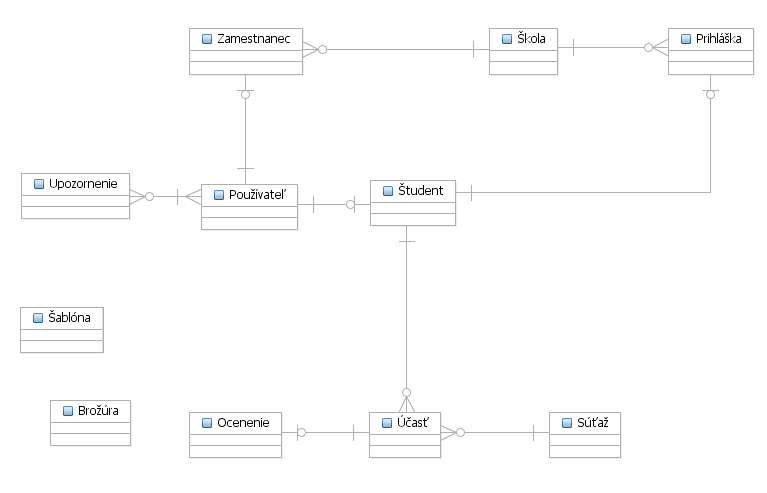 Zamestnanec
Škola
Prihláška
Upozornenie
Používateľ
Študent
Šablóna
Brožúra
Ocenenie
Účasť
Súťaž